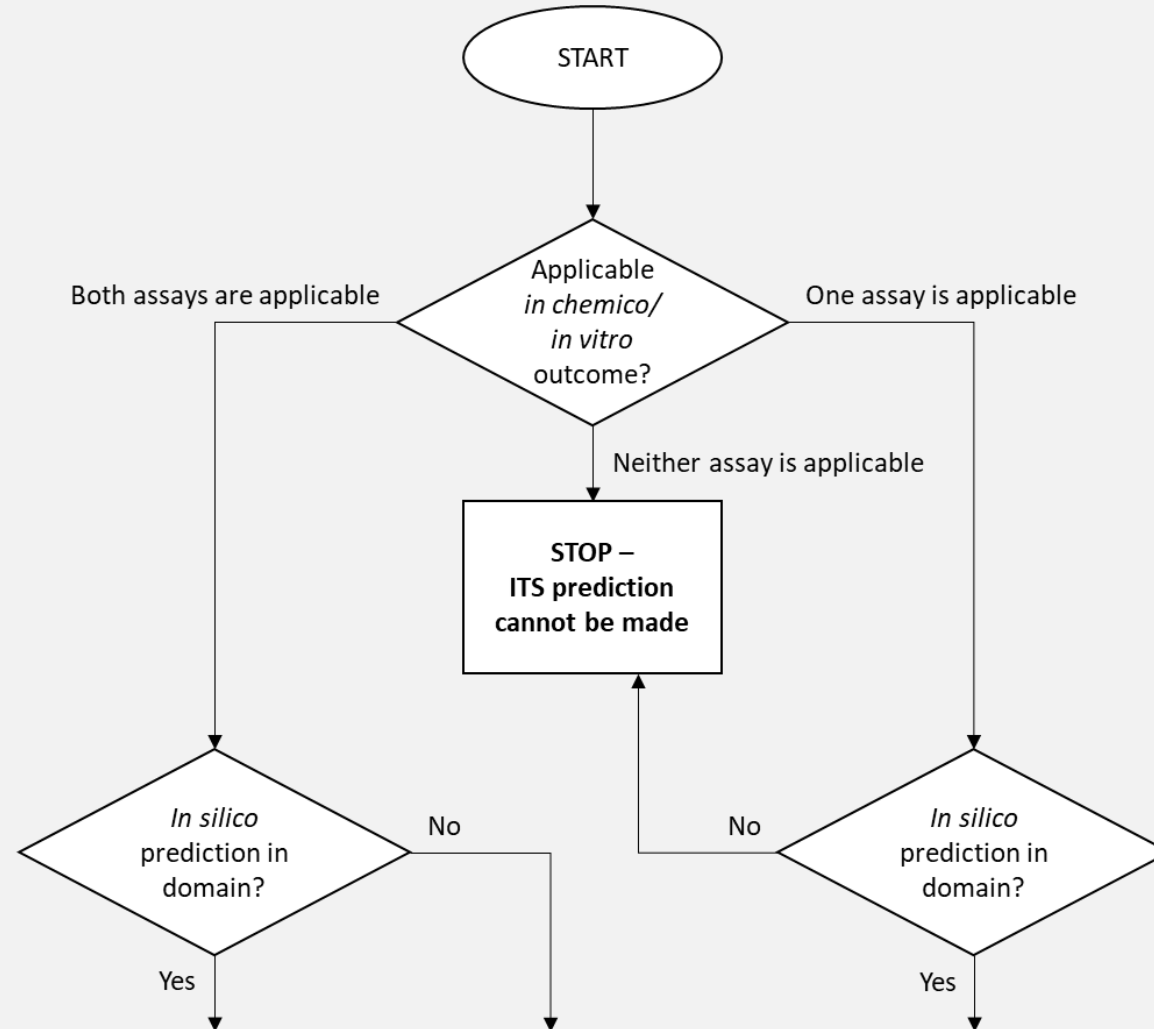 START
Applicable
in chemico/
in vitro
outcome?
Both assays are applicable
One assay is applicable
Neither assay is applicable
STOP –
ITS prediction
cannot be made
In silico
prediction in
domain?
No
Yes
No
In silico
prediction in
domain?
Yes